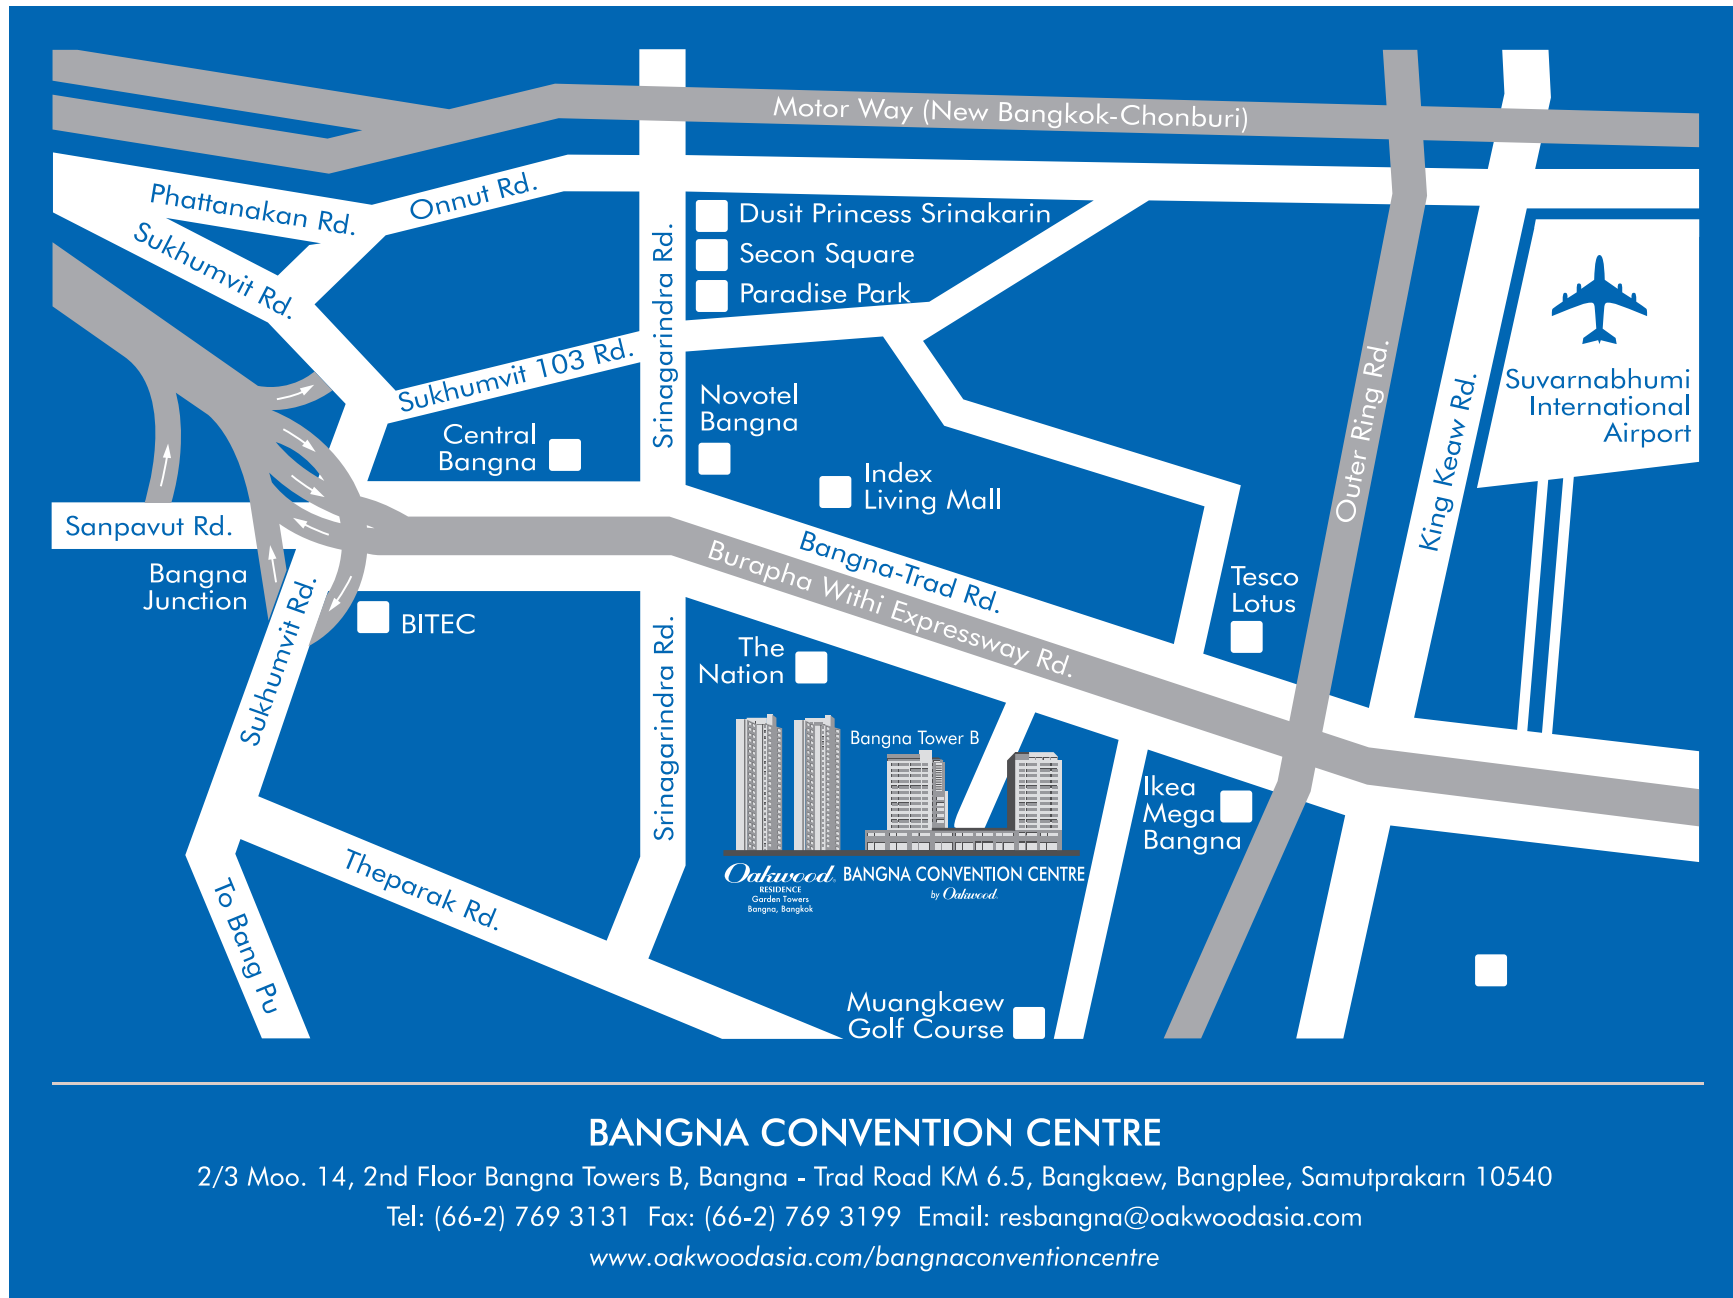 Motor Way (New Bangkok-Chonburi)
Phattanakan Rd.
Onnut Rd.
Sukhumvit Rd.
Srinagarindra Rd.
Dusit Princess Srinakarin
Secon Square
Paradise Park
Sukhumvit 103 Rd.
Outer Ring Rd.
King Keaw Rd.
Suvarnabhumi
International
Airport
Novotel
Bangna
Central
Bangna
Index
Living Mall
Sanpavut Rd.
Bangna-Trad Rd.
Burapha Withi Expressway Rd.
Bangna
Junction
Sukhumvit Rd.
BITEC
Tesco
Lotus
The
Nation
Srinagarindra Rd.
Bangna Tower B
Ikea
Mega
Bangna
Theparak Rd.
To Bang Pu
Oakwood.
RESIDENCE
Garden Towers
Bangna, Bangkok
BANGNA CONVENTION CENTRE
by Oakwood.
Muangkaew
Golf Course
BANGNA CONVENTION CENTRE
2/3 Moo. 14, 2nd Floor Bangna Towers B, Bangna - Trad Road KM 6.5, Bangkaew, Bangplee, Samutprakarn 10540
Tel: (66-2) 769 3131 Fax: (66-2) 769 3199 Email: resbangna@oakwoodasia.com
www.oakwoodasia.com/bangnaconventioncentre